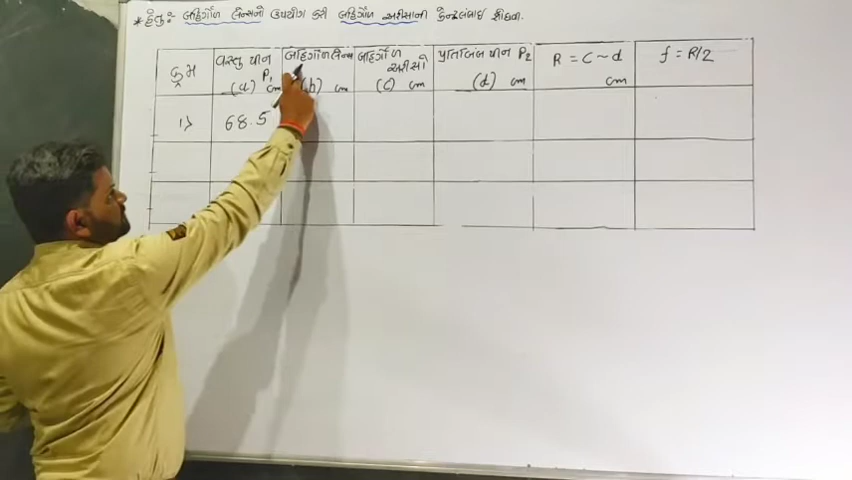 * હેતુ:- બહિર્ગોળ લેન્સનો ઉપયોગ કરી બહિર્ગોળ અરીસાની કેન્દ્રલંબાઇ શોધવી.
ક્રમ
વસ્તુ પીન P₁
(a) cm
બહિર્ગોળ લેન્સ
(b) cm
બહિર્ગોળ અરીસો
(c) cm
પ્રતિબિંબ પીન P₂
(d) cm
R = C ~ d
cm
f = R/2
1>
68.5